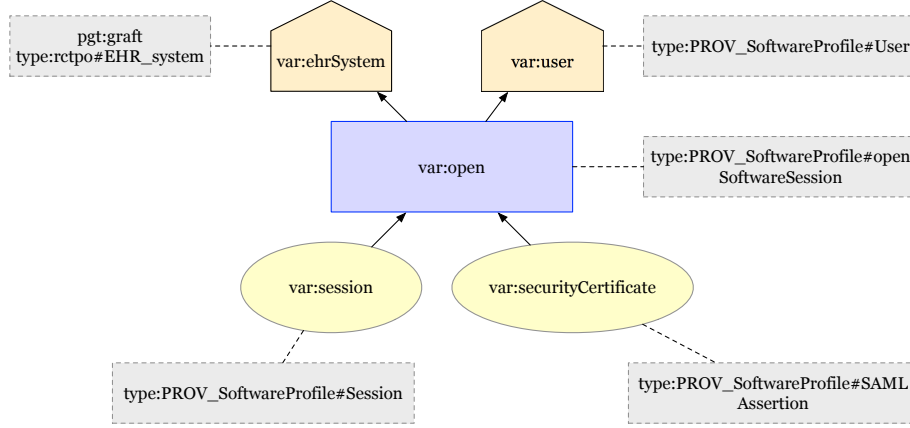 pgt:graft
type:rctpo#EHR_system
var:ehrSystem
var:user
type:PROV_SoftwareProfile#User
var:open
type:PROV_SoftwareProfile#open
SoftwareSession
var:session
var:securityCertificate
type:PROV_SoftwareProfile#Session
type:PROV_SoftwareProfile#SAML
Assertion